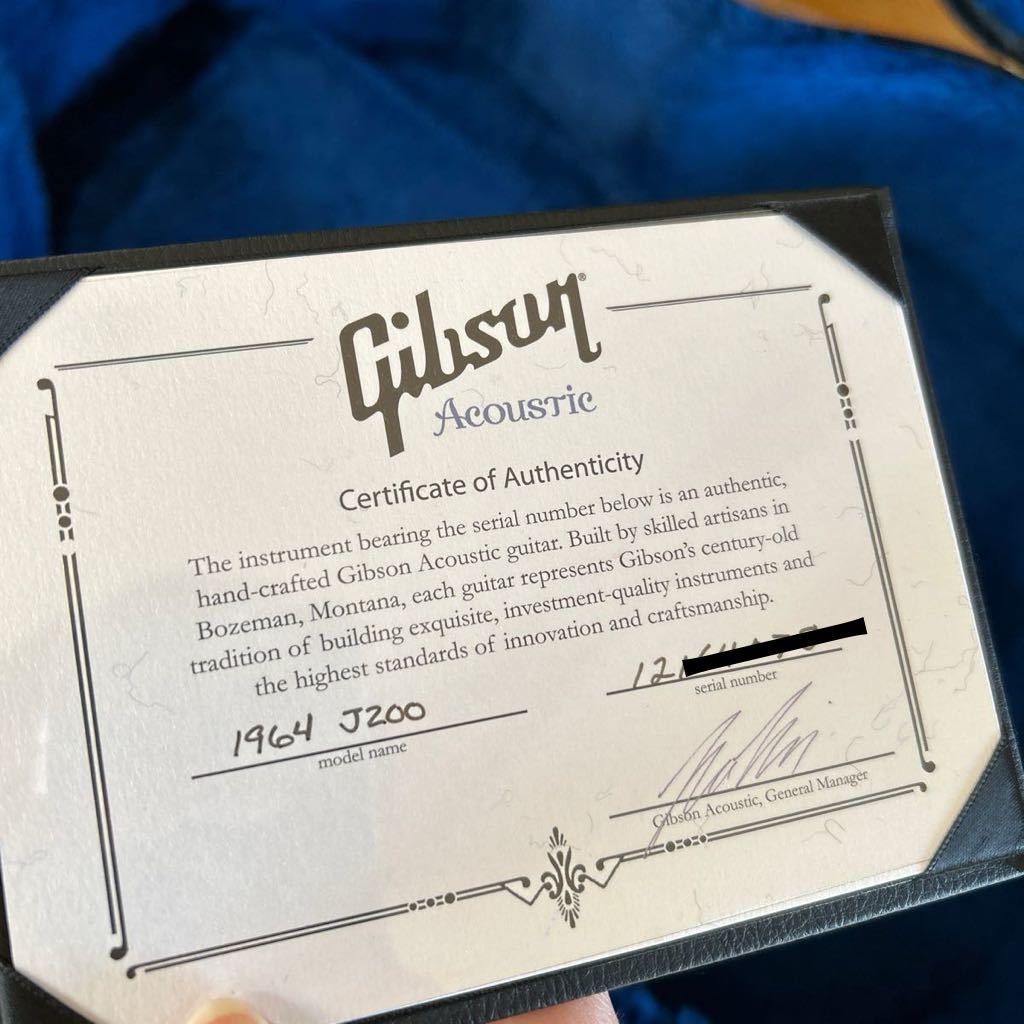 Gibson®
Acoustic
Certificate of Authenticity
The instrument bearing the serial number below is an authentic,
hand-crafted Gibson Acoustic guitar. Built by skilled artisans in
Bozeman, Montana, each guitar represents Gibson's century-old
tradition of building exquisite, investment-quality instruments and
the highest standards of innovation and craftsmanship.
1964 J200
model name
serial number
Gibson Acoustic, General Manager